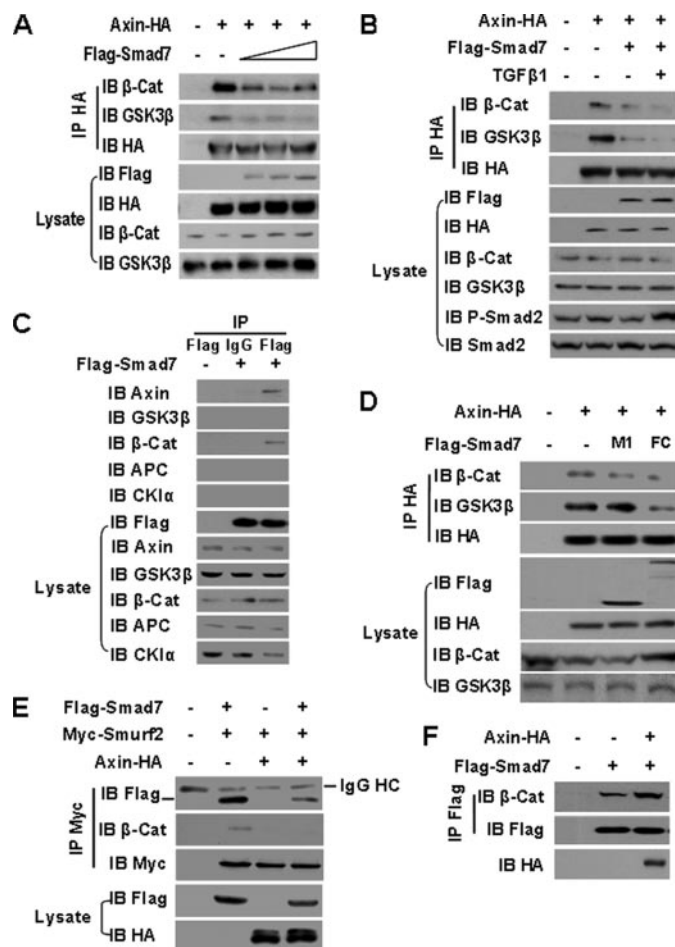 A
Axin-HA - + + + +
Flag-Smad7 -
IP HA
IB β-Cat
IB GSK3β
IB HA
Lysate
IB Flag
IB HA
IB β-Cat
IB GSK3β
B
Axin-HA - + + +
Flag-Smad7 - - + +
TGFβ1 - - - +
IP HA
IB β-Cat
IB GSK3β
IB HA
Lysate
IB Flag
IB HA
IB β-Cat
IB GSK3β
IB P-Smad2
IB Smad2
C
IP
Flag IgG Flag
Flag-Smad7 - + +
IB Axin
IB GSK3β
IB β-Cat
IB APC
IB CKIα
Lysate
IB Flag
IB Axin
IB GSK3β
IB β-Cat
IB APC
IB CKIα
D
Axin-HA - + + +
Flag-Smad7 - - M1 FC
IP HA
IB β-Cat
IB GSK3β
IB HA
Lysate
IB Flag
IB HA
IB β-Cat
IB GSK3β
E
Flag-Smad7 - + - +
Myc-Smurf2 - + + +
Axin-HA - - + +
IP Myc
IB Flag
IgG HC
IB β-Cat
IB Myc
Lysate
IB Flag
IB HA
F
Axin-HA - - +
Flag-Smad7 - + +
IP Flag
IB β-Cat
IB Flag
IB HA